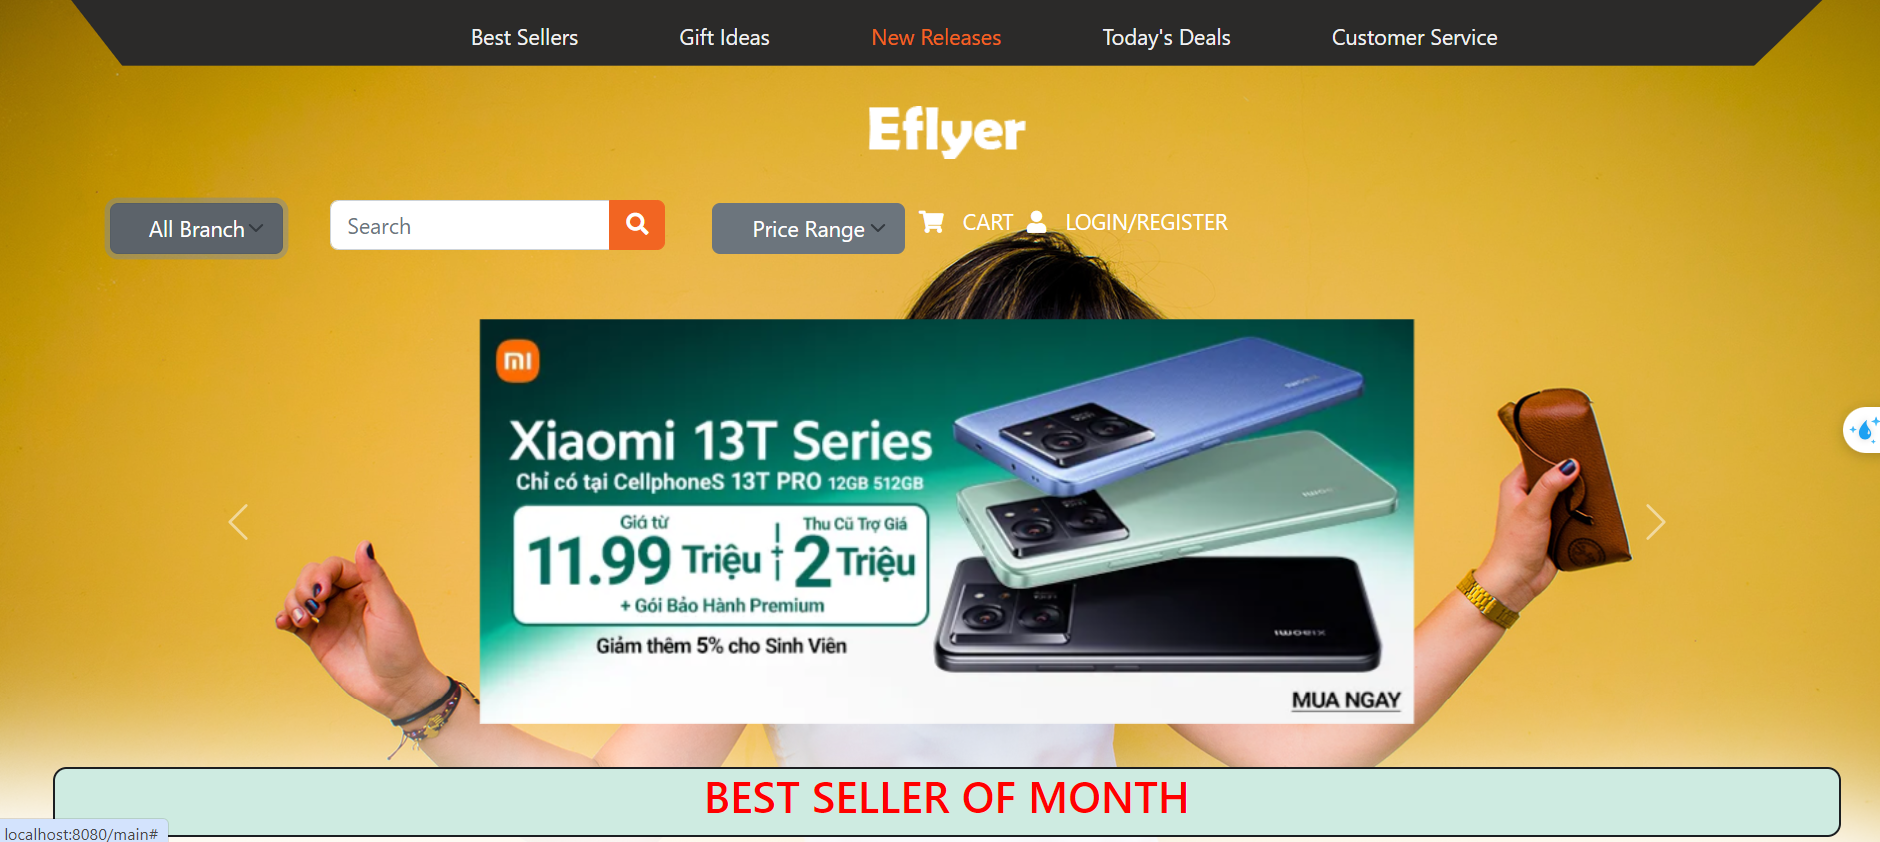 Best Sellers Gift Ideas New Releases Today's Deals Customer Service
Eflyer
All Branch Search Price Range CART LOGIN/REGISTER
mi
Xiaomi 13T Series
Chỉ có tại CellphoneS 13T PRO 12GB 512GB
Giá từ Thu Cũ Trợ Giá
11.99 Triệu + 2 Triệu
+ Gói Bảo Hành Premium
Giảm thêm 5% cho Sinh Viên
xiaomi
xiaomi
xiaomi
MUA NGAY
BEST SELLER OF MONTH
localhost:8080/main#